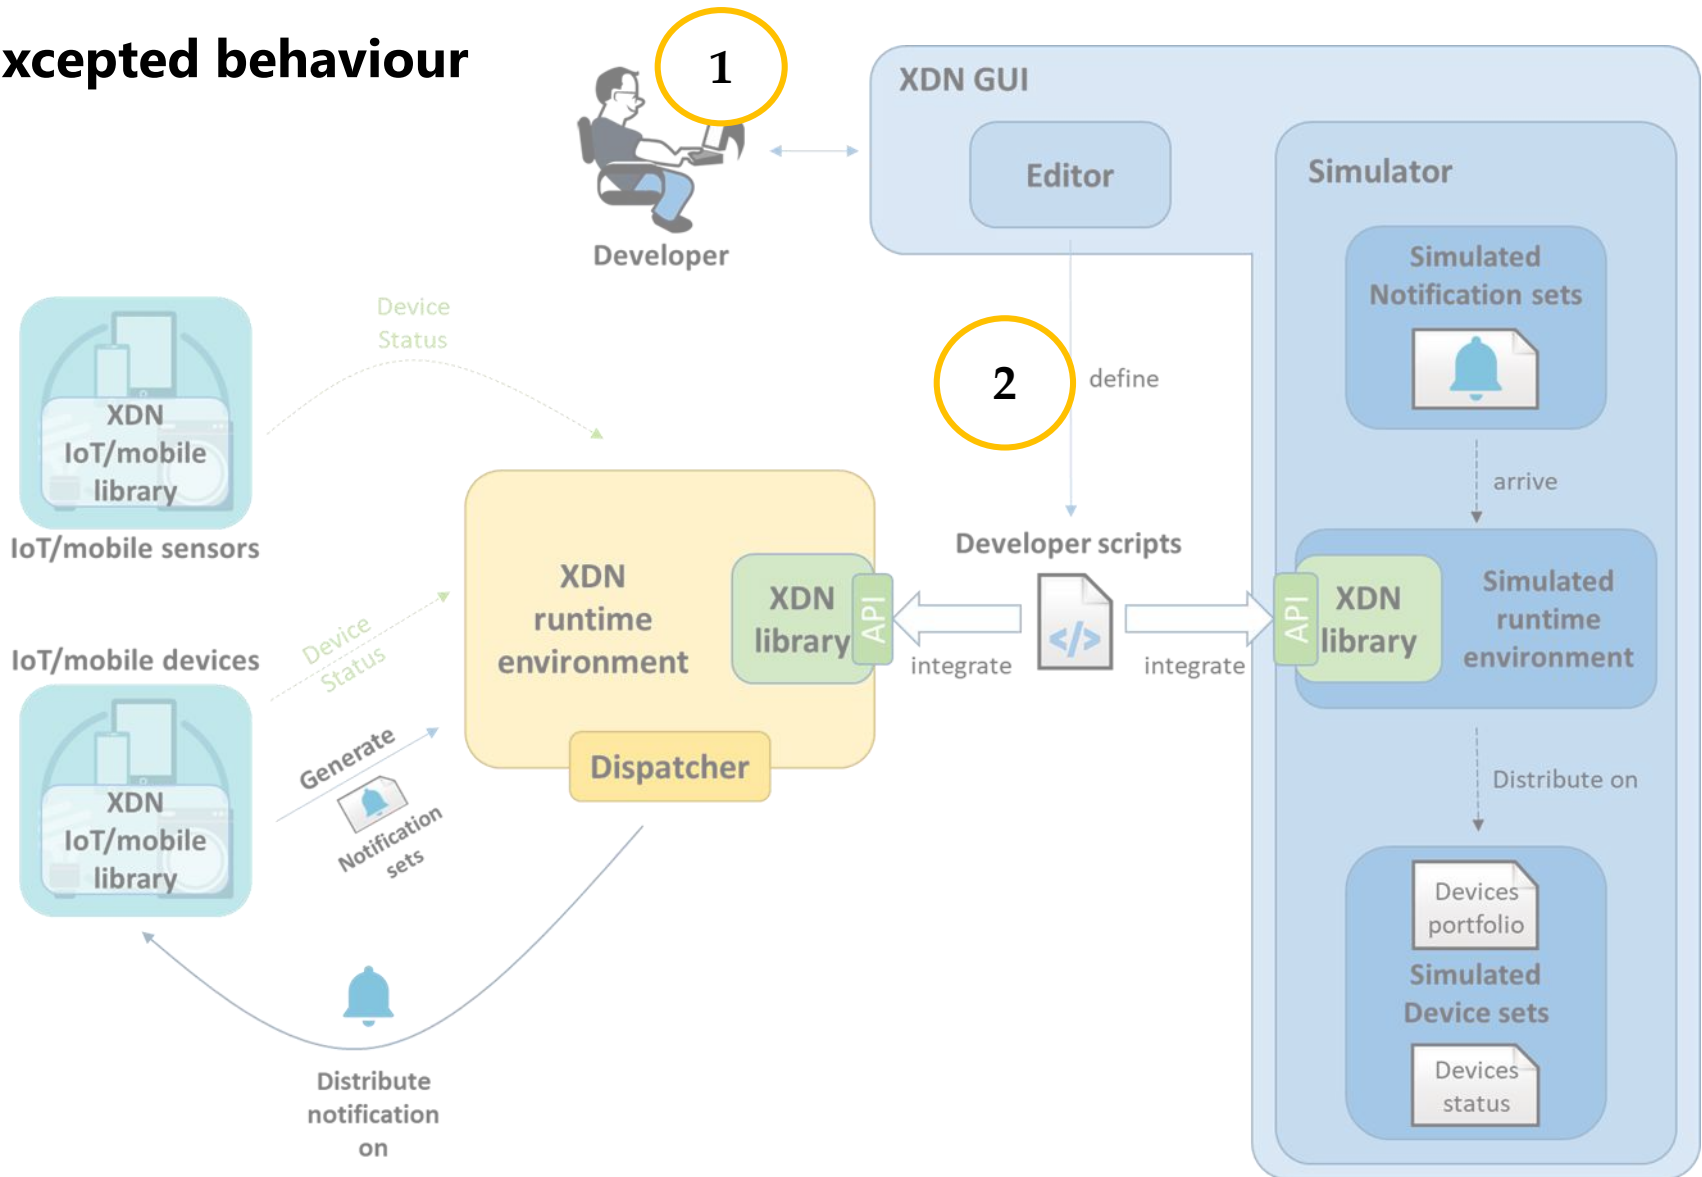 xcepted behaviour
1
XDN GUI
Editor
Simulator
Developer
Simulated
Notification sets
Device
Status
2
define
arrive
XDN
IoT/mobile
library
IoT/mobile sensors
Developer scripts
XDN
runtime
environment
XDN
library
API
</>
integrate
integrate
API
XDN
library
Simulated
runtime
environment
IoT/mobile devices
Device
Status
Generate
Notification
sets
Dispatcher
Distribute on
XDN
IoT/mobile
library
Devices
portfolio
Simulated
Device sets
Devices
status
Distribute
notification
on